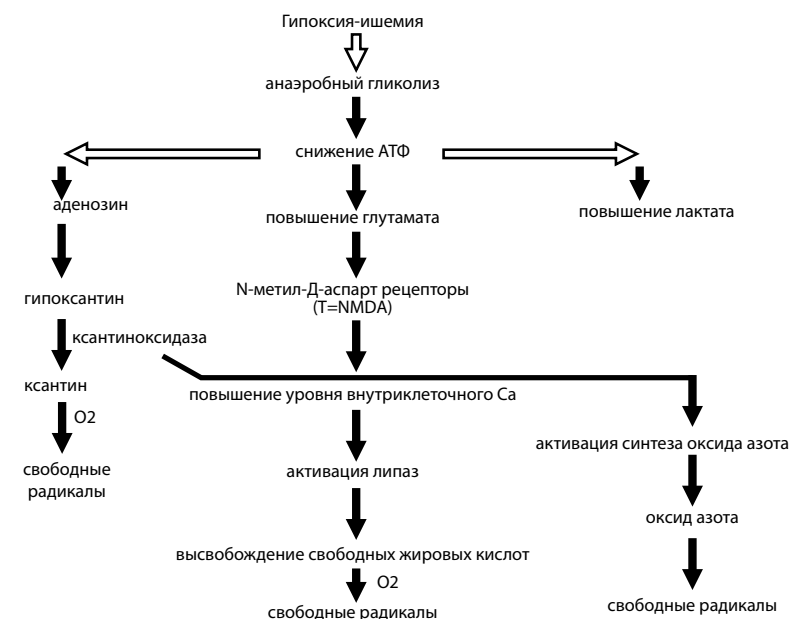 Гипоксия-ишемия
анаэробный гликолиз
снижение АТФ
аденозин
повышение глутамата
повышение лактата
гипоксантин
N-метил-Д-аспарт рецепторы
(T=NMDA)
ксантиноксидаза
ксантин
повышение уровня внутриклеточного Ca
O2
активация синтеза оксида азота
свободные
радикалы
активация липаз
оксид азота
высвобождение свободных жировых кислот
O2
свободные радикалы
свободные радикалы